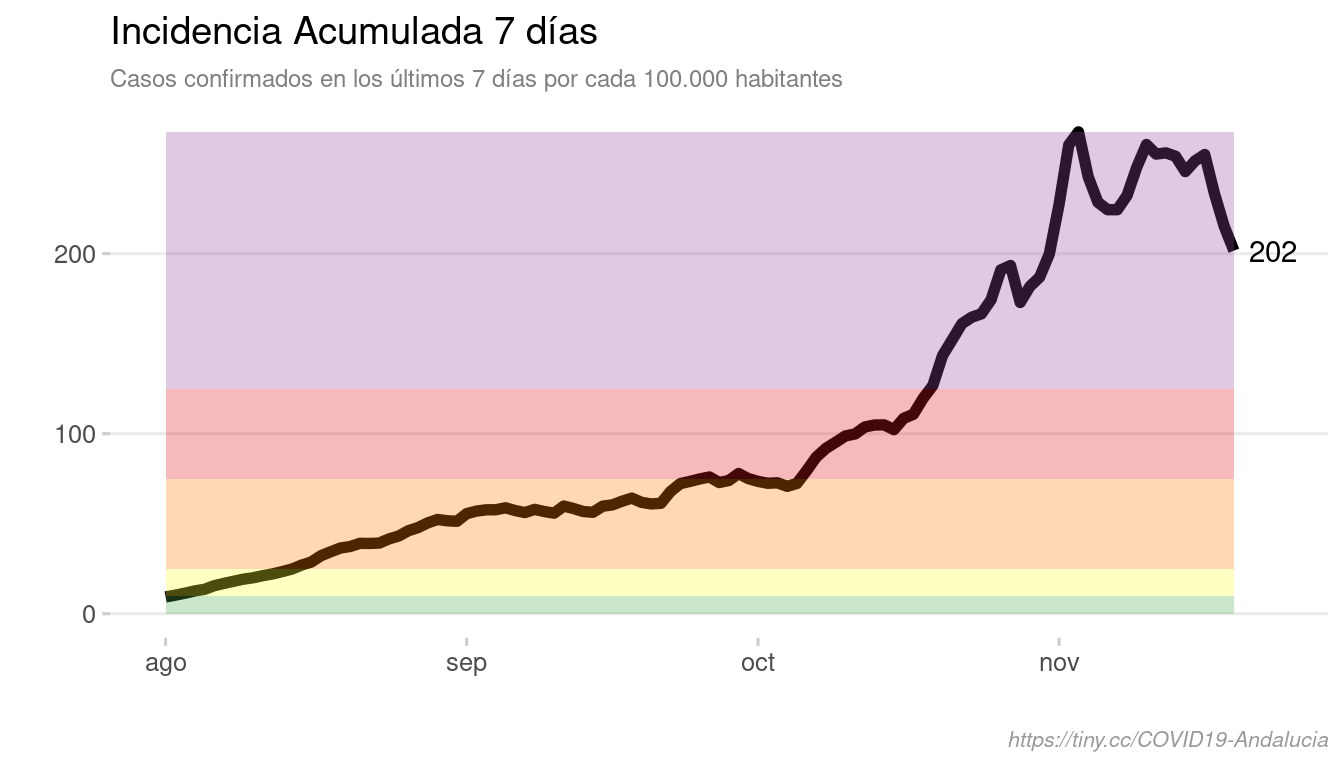 Incidencia Acumulada 7 días
Casos confirmados en los últimos 7 días por cada 100.000 habitantes
200
202
100
0
ago sep oct nov
https://tiny.cc/COVID19-Andalucia